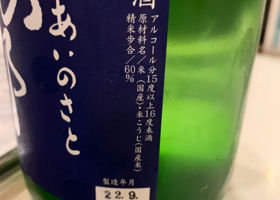 酒
あいのさと
アルコール分15度以上16度未満
原材料名/米(国産)・米こうじ(国産米)
精米歩合/60%
製造年月
22.9.